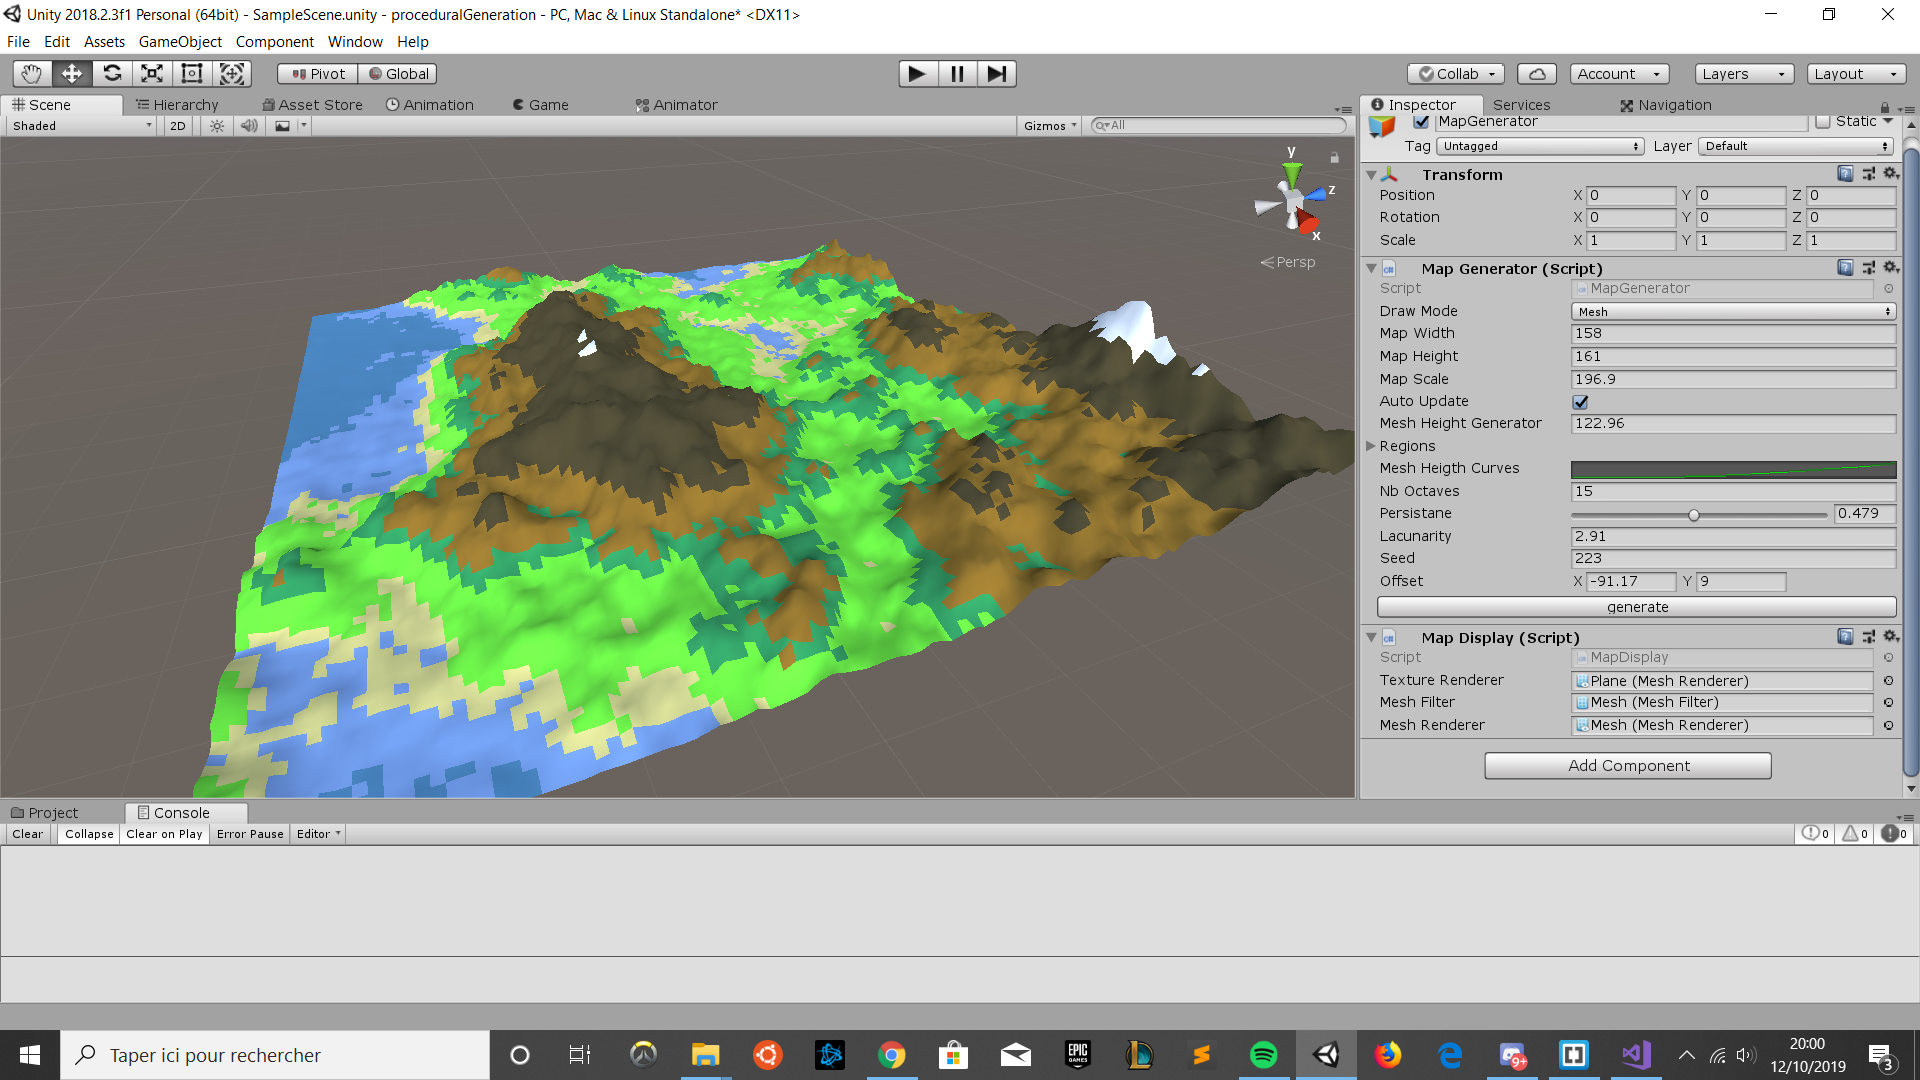 Unity 2018.2.3f1 Personal (64bit) - SampleScene.unity - proceduralGeneration - PC, Mac & Linux Standalone* <DX11>
File Edit Assets GameObject Component Window Help
Pivot Global Collab Account Layers Layout
Scene Hierarchy Asset Store Animation Game Animator
Shaded 2D Gizmos All
y
z
x
Persp
Inspector Services Navigation
MapGenerator Static
Tag Untagged Layer Default
Transform
Position X 0 Y 0 Z 0
Rotation X 0 Y 0 Z 0
Scale X 1 Y 1 Z 1
Map Generator (Script)
Script MapGenerator
Draw Mode Mesh
Map Width 158
Map Height 161
Map Scale 196.9
Auto Update
Mesh Height Generator 122.96
Regions
Mesh Heigth Curves
Nb Octaves 15
Persistane 0.479
Lacunarity 2.91
Seed 223
Offset X -91.17 Y 9
generate
Map Display (Script)
Script MapDisplay
Texture Renderer Plane (Mesh Renderer)
Mesh Filter Mesh (Mesh Filter)
Mesh Renderer Mesh (Mesh Renderer)
Add Component
Project Console
Clear Collapse Clear on Play Error Pause Editor 0 0 0
Taper ici pour rechercher
EPIC GAMES
9+
20:00
12/10/2019
3